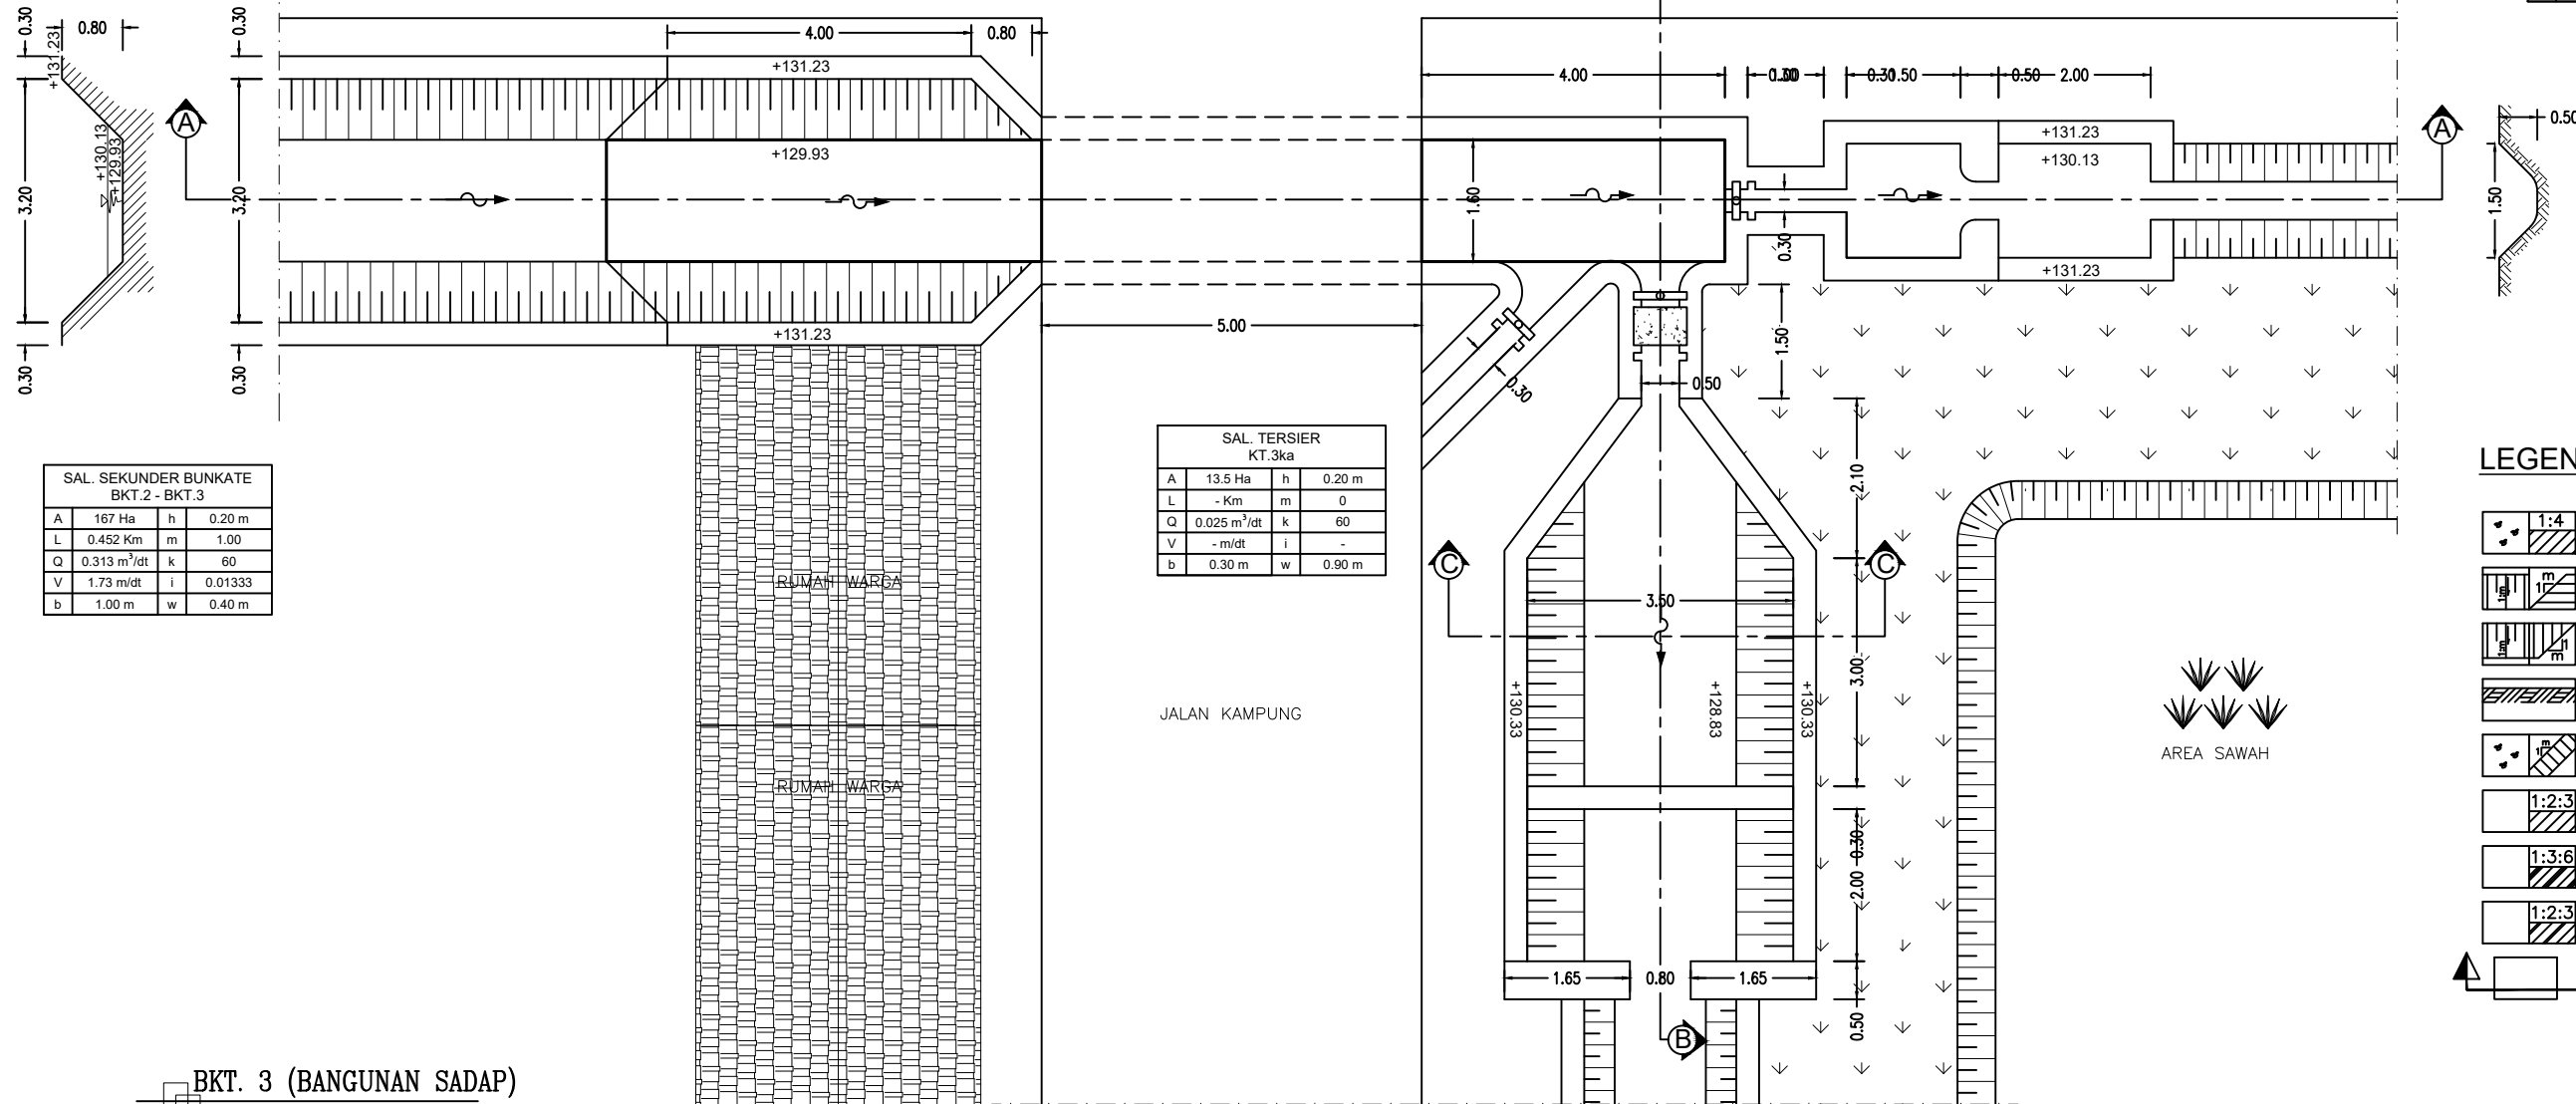 0.30
0.80
+131.23
3.20
+130.13
+129.93
0.30
A
0.30
3.20
0.30
4.00
0.80
+131.23
+129.93
+131.23
5.00
4.00
1.60
0.30
0.50
2.00
+131.23
+130.13
+131.23
0.30
A
1.50
0.50
0.30
0.50
1.50
2.10
SAL. SEKUNDER BUNKATE
BKT.2 - BKT.3
A 167 Ha h 0.20 m
L 0.452 Km m 1.00
Q 0.313 m³/dt k 60
V 1.73 m/dt i 0.01333
b 1.00 m w 0.40 m
SAL. TERSIER
KT.3ka
A 13.5 Ha h 0.20 m
L - Km m 0
Q 0.025 m³/dt k 60
V - m/dt i -
b 0.30 m w 0.90 m
RUMAH WARGA
RUMAH WARGA
JALAN KAMPUNG
C
C
3.50
3.00
+130.33
+128.83
+130.33
0.30
2.00
1.65
0.80
1.65
0.50
B
AREA SAWAH
LEGEN
1:4
m
1
m
1
m
1
1:2:3
1:3:6
1:2:3
BKT. 3 (BANGUNAN SADAP)